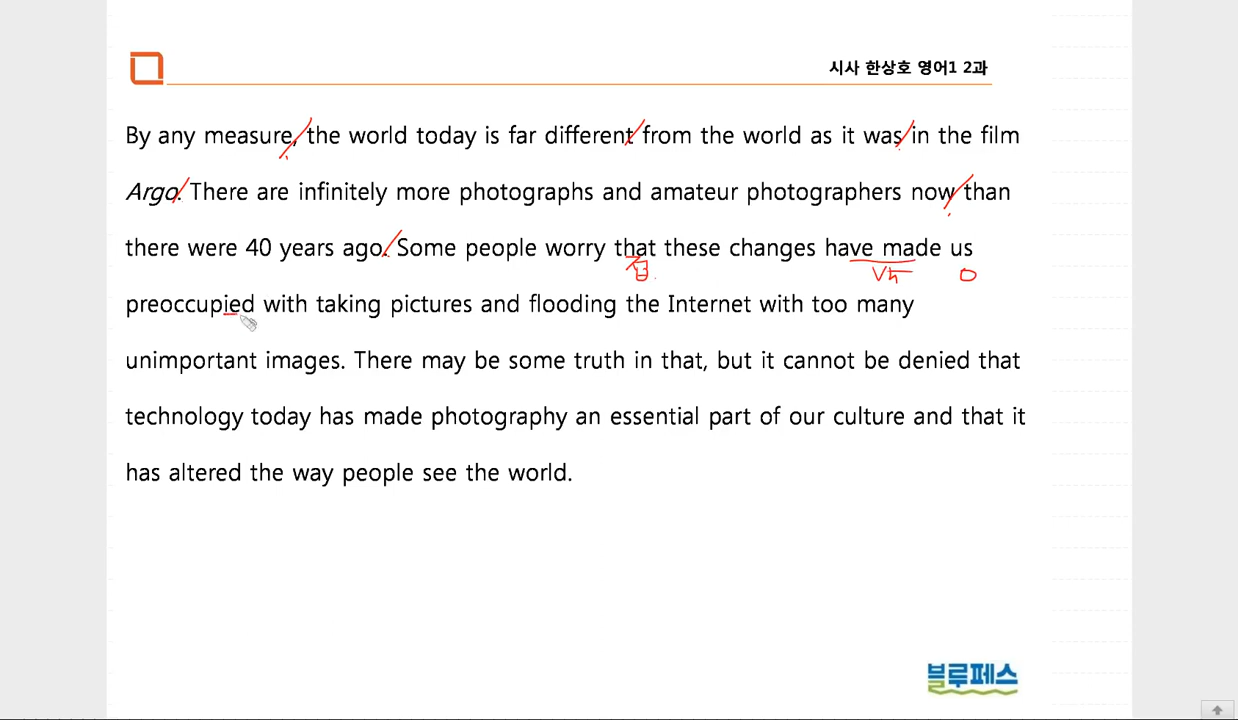 시사 한상호 영어1 2과
By any measure, the world today is far different from the world as it was in the film
Argo. There are infinitely more photographs and amateur photographers now than
there were 40 years ago. Some people worry that these changes have made us
접 V O
preoccupied with taking pictures and flooding the Internet with too many
unimportant images. There may be some truth in that, but it cannot be denied that
technology today has made photography an essential part of our culture and that it
has altered the way people see the world.
블루페스